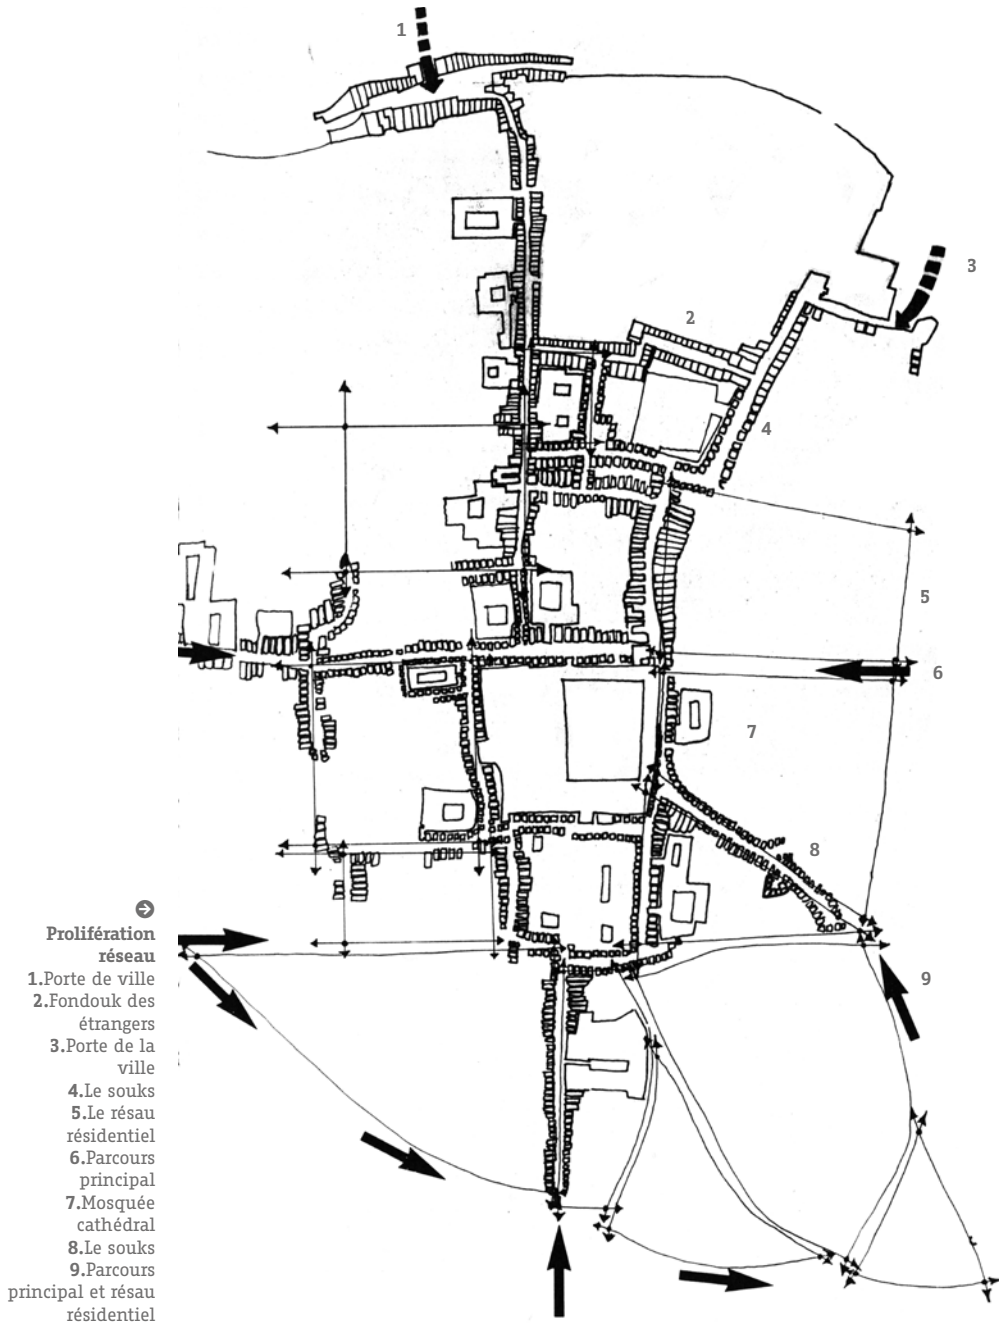 1
3
2
4
5
6
7
8
9
Prolifération
réseau
1.Porte de ville
2.Fondouk des
étrangers
3.Porte de la
ville
4.Le souks
5.Le résau
résidentiel
6.Parcours
principal
7.Mosquée
cathédral
8.Le souks
9.Parcours
principal et résau
résidentiel